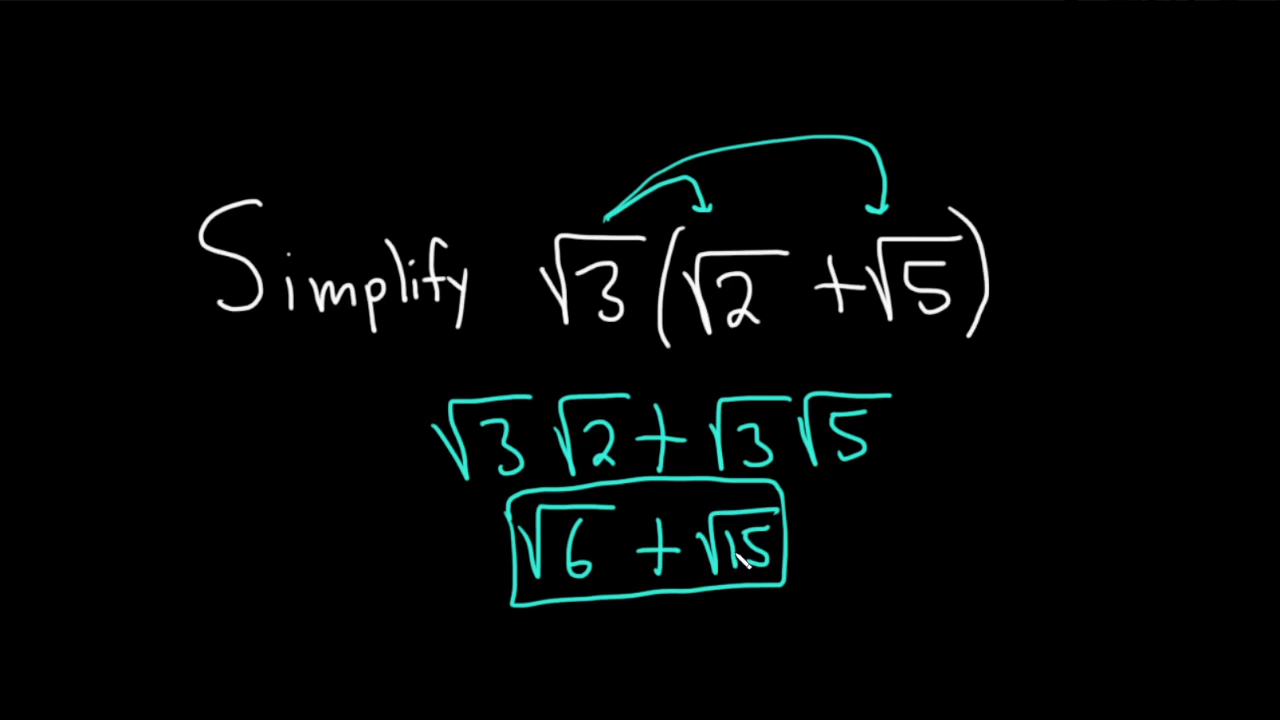 Simplify √3(√2 +√5)
√3 √2 + √3 √5
√6 + √15